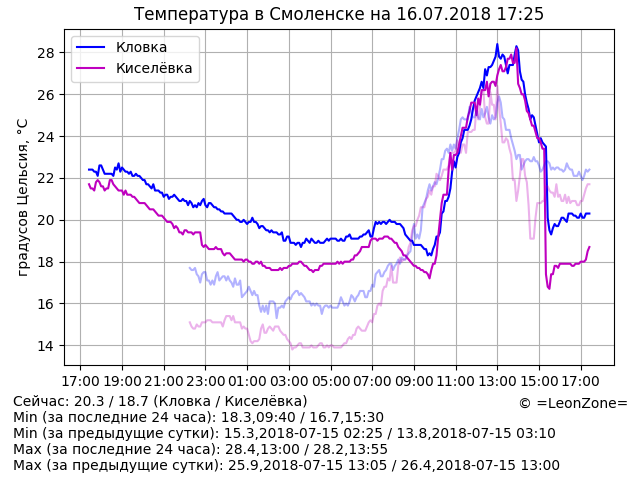 Температура в Смоленске на 16.07.2018 17:25
Кловка
Киселёвка
градусов Цельсия, °C
28
26
24
22
20
18
16
14
17:00 19:00 21:00 23:00 01:00 03:00 05:00 07:00 09:00 11:00 13:00 15:00 17:00
Сейчас: 20.3 / 18.7 (Кловка / Киселёвка)
© =LeonZone=
Min (за последние 24 часа): 18.3,09:40 / 16.7,15:30
Min (за предыдущие сутки): 15.3,2018-07-15 02:25 / 13.8,2018-07-15 03:10
Max (за последние 24 часа): 28.4,13:00 / 28.2,13:55
Max (за предыдущие сутки): 25.9,2018-07-15 13:05 / 26.4,2018-07-15 13:00